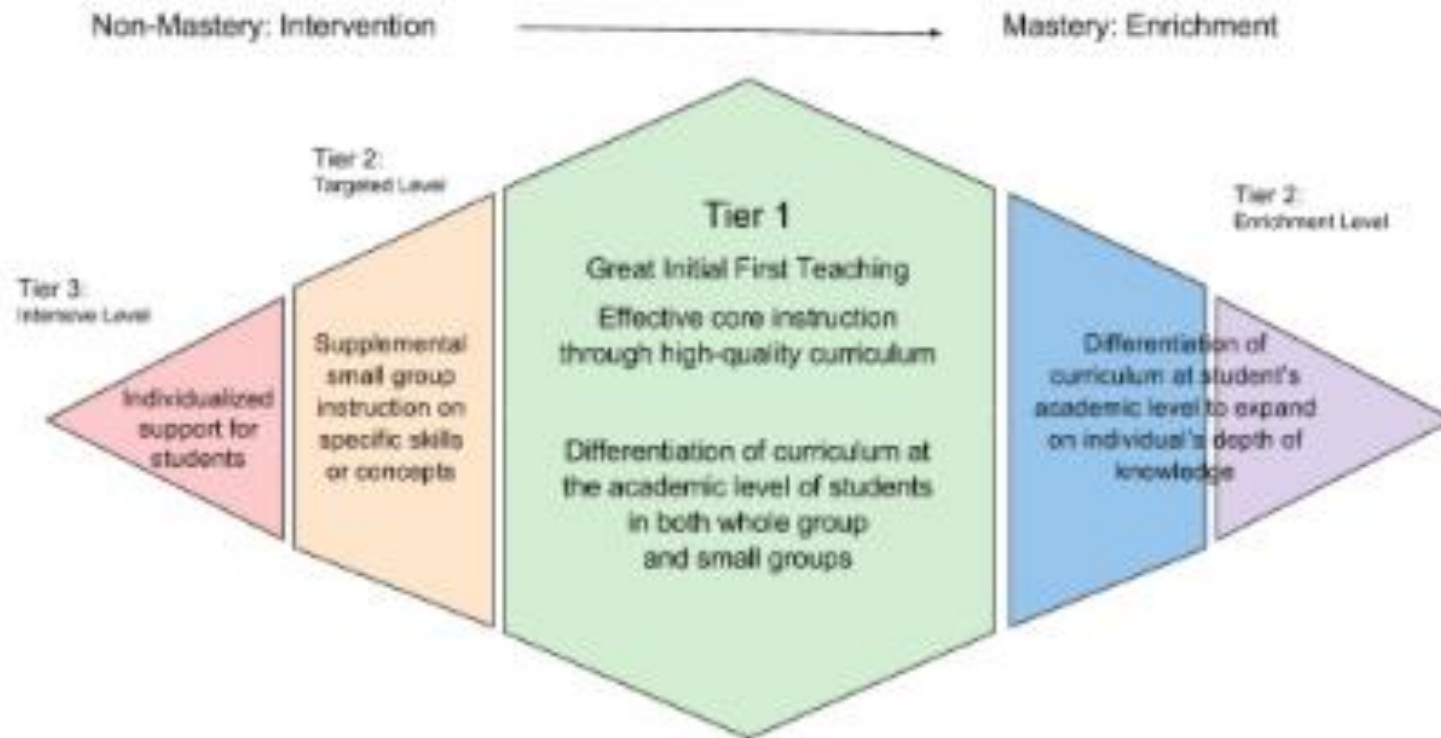 Non-Mastery: Intervention
Mastery: Enrichment
Tier 3:
Intensive Level
Individualized
support for
students
Tier 2:
Targeted Level
Supplemental
small group
instruction on
specific skills
or concepts
Tier 1
Great Initial First Teaching
Effective core instruction
through high-quality curriculum
Differentiation of curriculum at
the academic level of students
in both whole group
and small groups
Tier 2:
Enrichment Level
Differentiation of
curriculum at student's
academic level to expand
on individual's depth of
knowledge